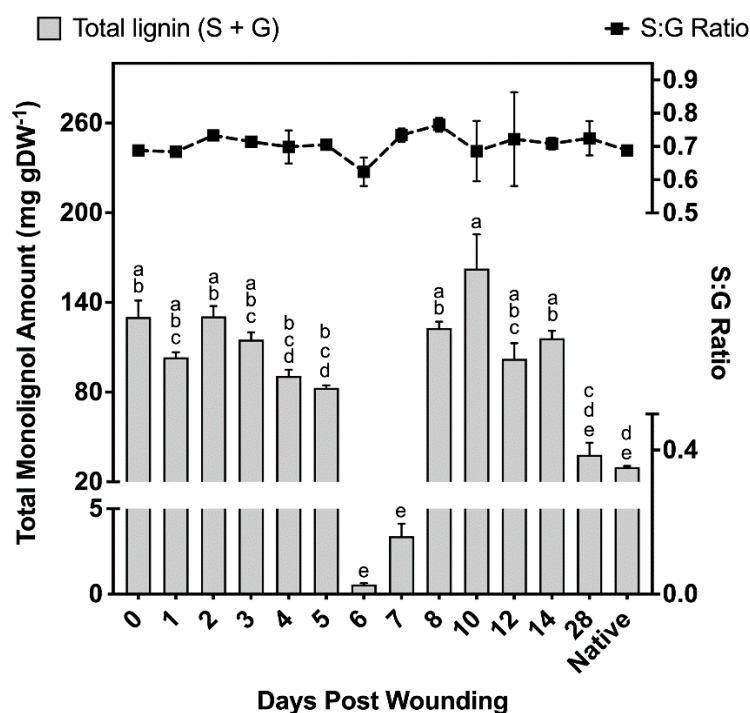 Total lignin (S + G)
S:G Ratio
Total Monolignol Amount (mg gDW⁻¹)
260
200
140
80
20
5
0
0.9
0.8
0.7
0.6
0.5
0.4
0.0
S:G Ratio
a
b
a
b
c
a
b
a
b
c
b
c
d
b
c
d
e
e
a
b
a
a
b
c
a
b
c
d
e
d
e
0
1
2
3
4
5
6
7
8
10
12
14
28
Native
Days Post Wounding